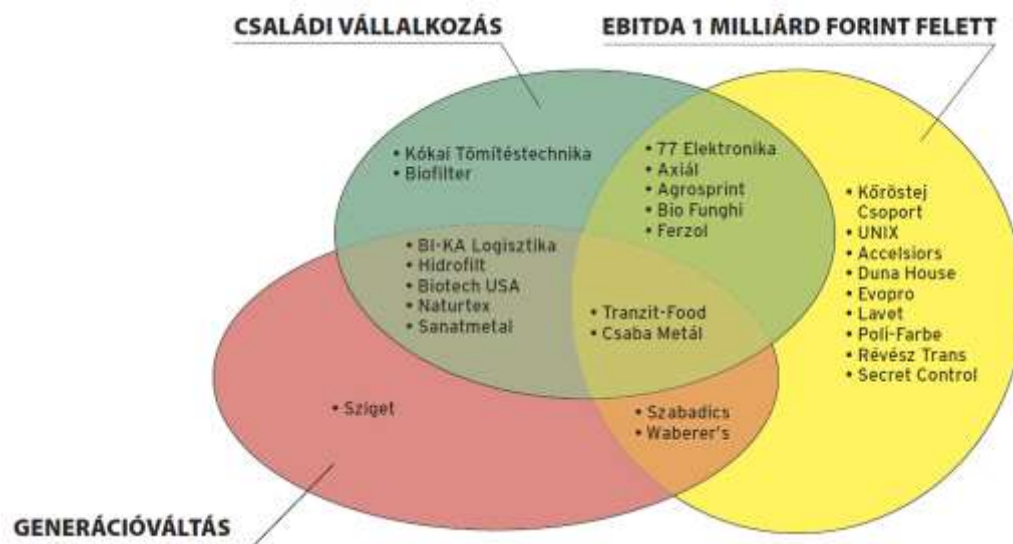 CSALÁDI VÁLLALKOZÁS
EBITDA 1 MILLIÁRD FORINT FELETT
• Kókai Tömítéstechnika
• Biofilter
• 77 Elektronika
• Axiál
• Agrosprint
• Bio Funghi
• Ferzol
• Kőröstej
Csoport
• UNIX
• Accelsiors
• Duna House
• Evopro
• Lavet
• Poli-Farbe
• Révész Trans
• Secret Control
• BI-KA Logisztika
• Hidrofilt
• Biotech USA
• Naturtex
• Sanatmetal
• Tranzit-Food
• Csaba Metál
• Sziget
• Szabadics
• Waberer's
GENERÁCIÓVÁLTÁS